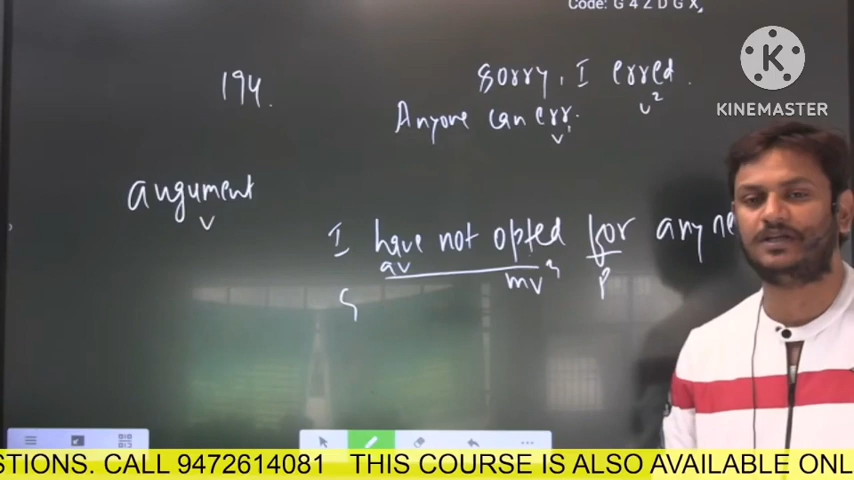 Code: G 4 Z D G X
KINEMASTER
194.
Sorry, I erred.
v2
Anyone can err.
v1
augument
v
I have not opted for any ne
av
mv3
P
S
STIONS. CALL 9472614081 THIS COURSE IS ALSO AVAILABLE ONL